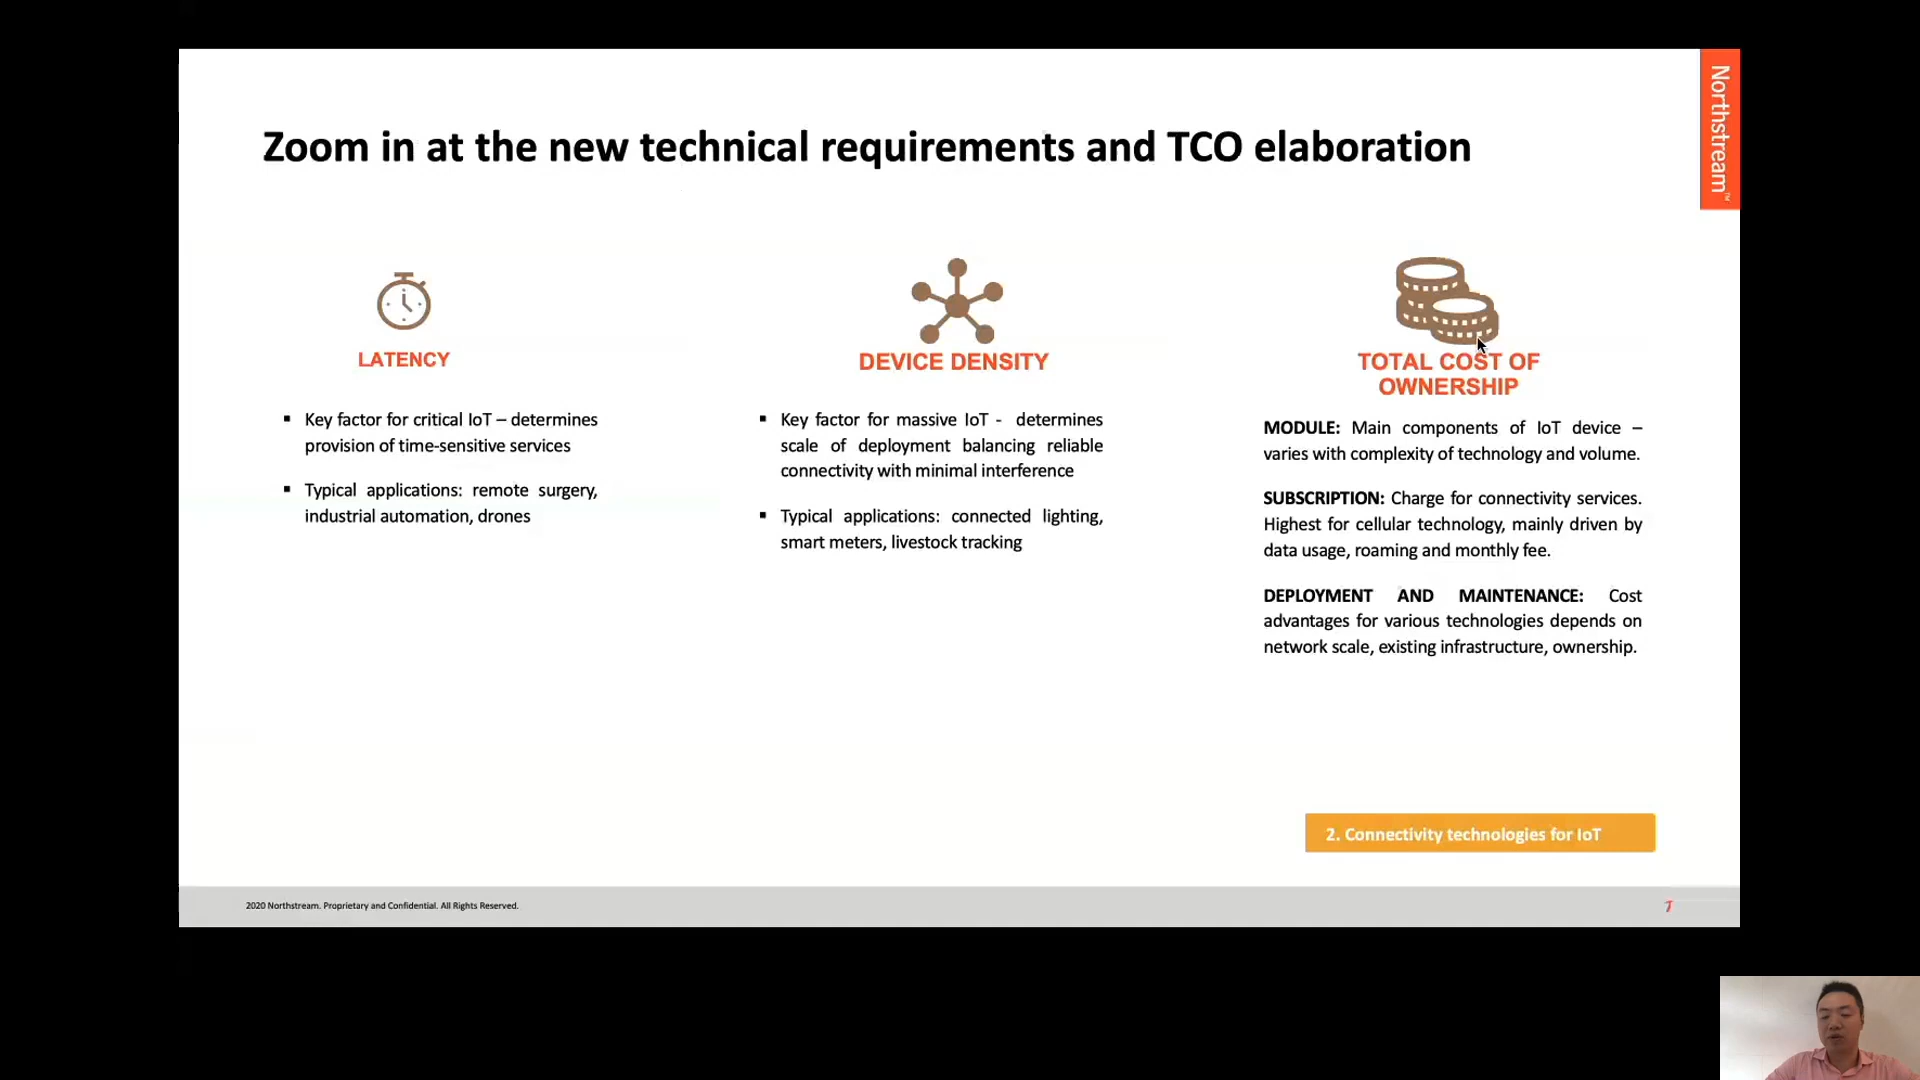 Northstream™
Zoom in at the new technical requirements and TCO elaboration
LATENCY
▪ Key factor for critical IoT – determines
provision of time-sensitive services
▪ Typical applications: remote surgery,
industrial automation, drones
DEVICE DENSITY
▪ Key factor for massive IoT - determines
scale of deployment balancing reliable
connectivity with minimal interference
▪ Typical applications: connected lighting,
smart meters, livestock tracking
TOTAL COST OF
OWNERSHIP
MODULE: Main components of IoT device –
varies with complexity of technology and volume.
SUBSCRIPTION: Charge for connectivity services.
Highest for cellular technology, mainly driven by
data usage, roaming and monthly fee.
DEPLOYMENT AND MAINTENANCE: Cost
advantages for various technologies depends on
network scale, existing infrastructure, ownership.
2. Connectivity technologies for IoT
2020 Northstream. Proprietary and Confidential. All Rights Reserved.
7